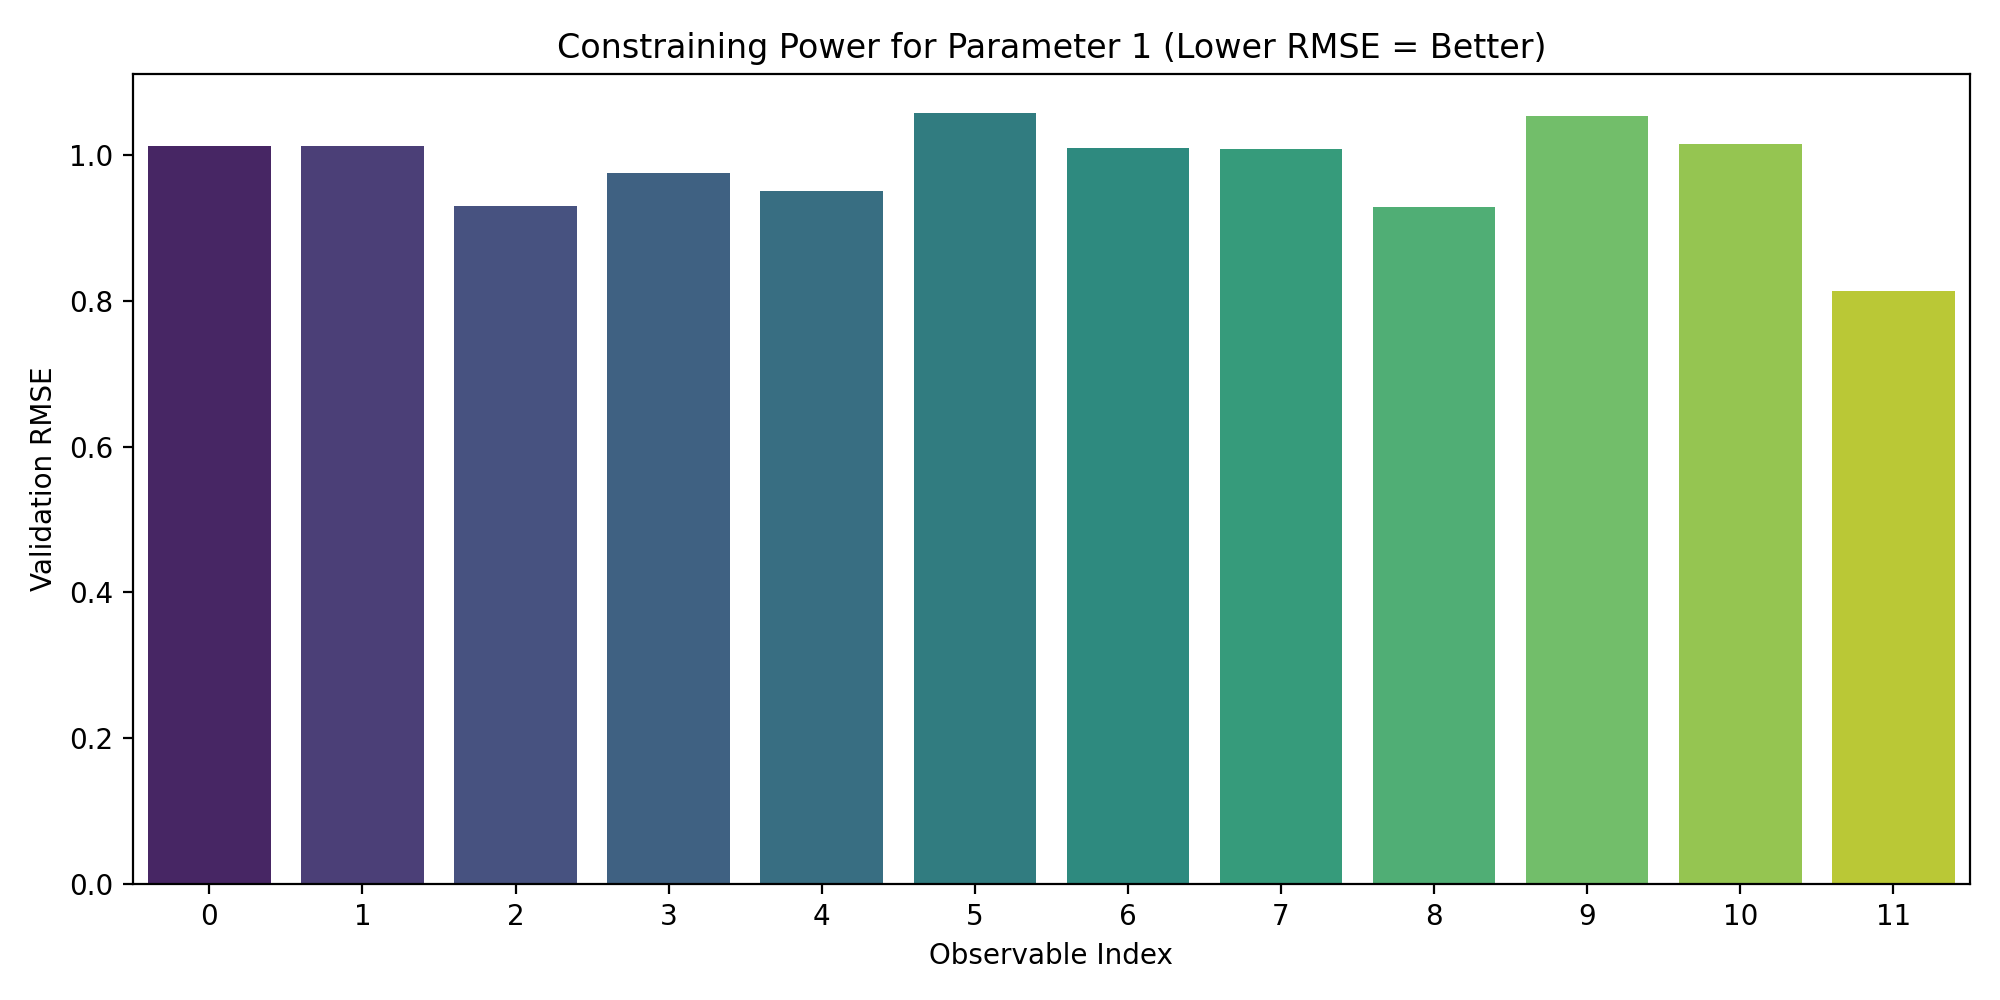 Constraining Power for Parameter 1 (Lower RMSE = Better)
Validation RMSE
1.0
0.8
0.6
0.4
0.2
0.0
0 1 2 3 4 5 6 7 8 9 10 11
Observable Index